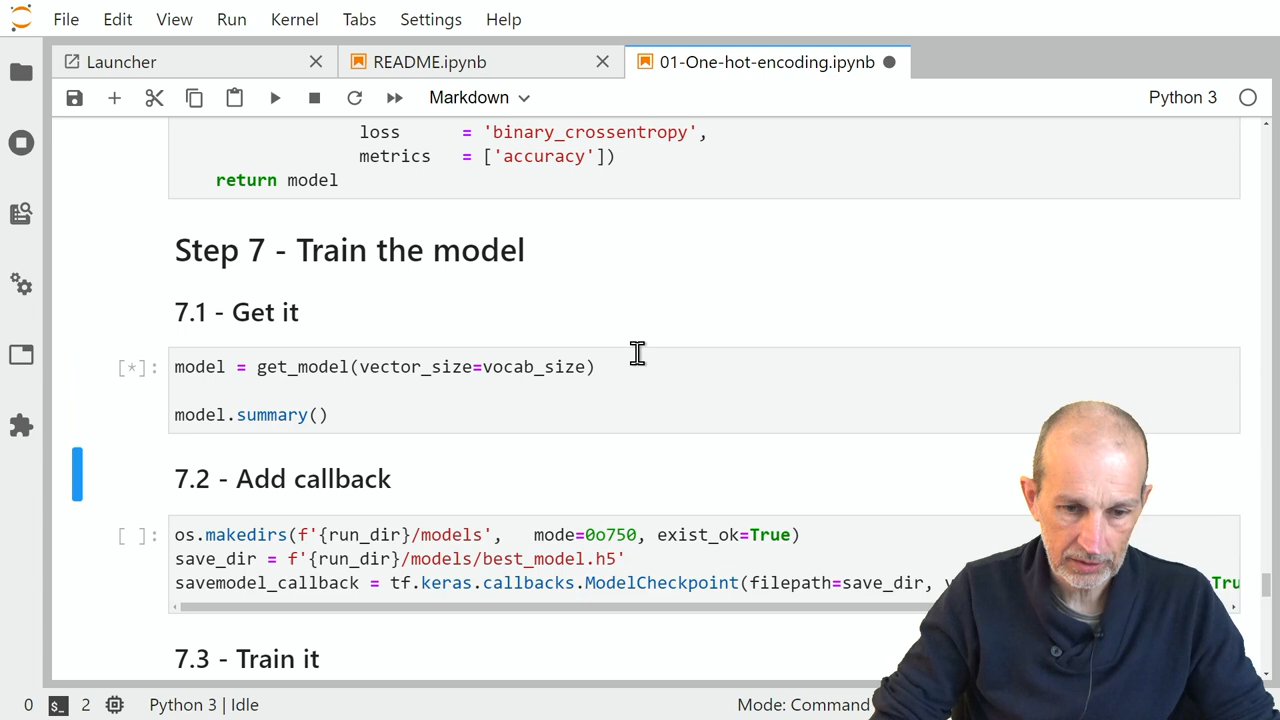 File Edit View Run Kernel Tabs Settings Help
Launcher README.ipynb 01-One-hot-encoding.ipynb
Markdown Python 3
loss = 'binary_crossentropy',
metrics = ['accuracy'])
return model
Step 7 - Train the model
7.1 - Get it
[*]: model = get_model(vector_size=vocab_size)
model.summary()
7.2 - Add callback
[ ]: os.makedirs(f'{run_dir}/models', mode=0o750, exist_ok=True)
save_dir = f'{run_dir}/models/best_model.h5'
savemodel_callback = tf.keras.callbacks.ModelCheckpoint(filepath=save_dir,
7.3 - Train it
0 $_ 2 Python 3 | Idle Mode: Command